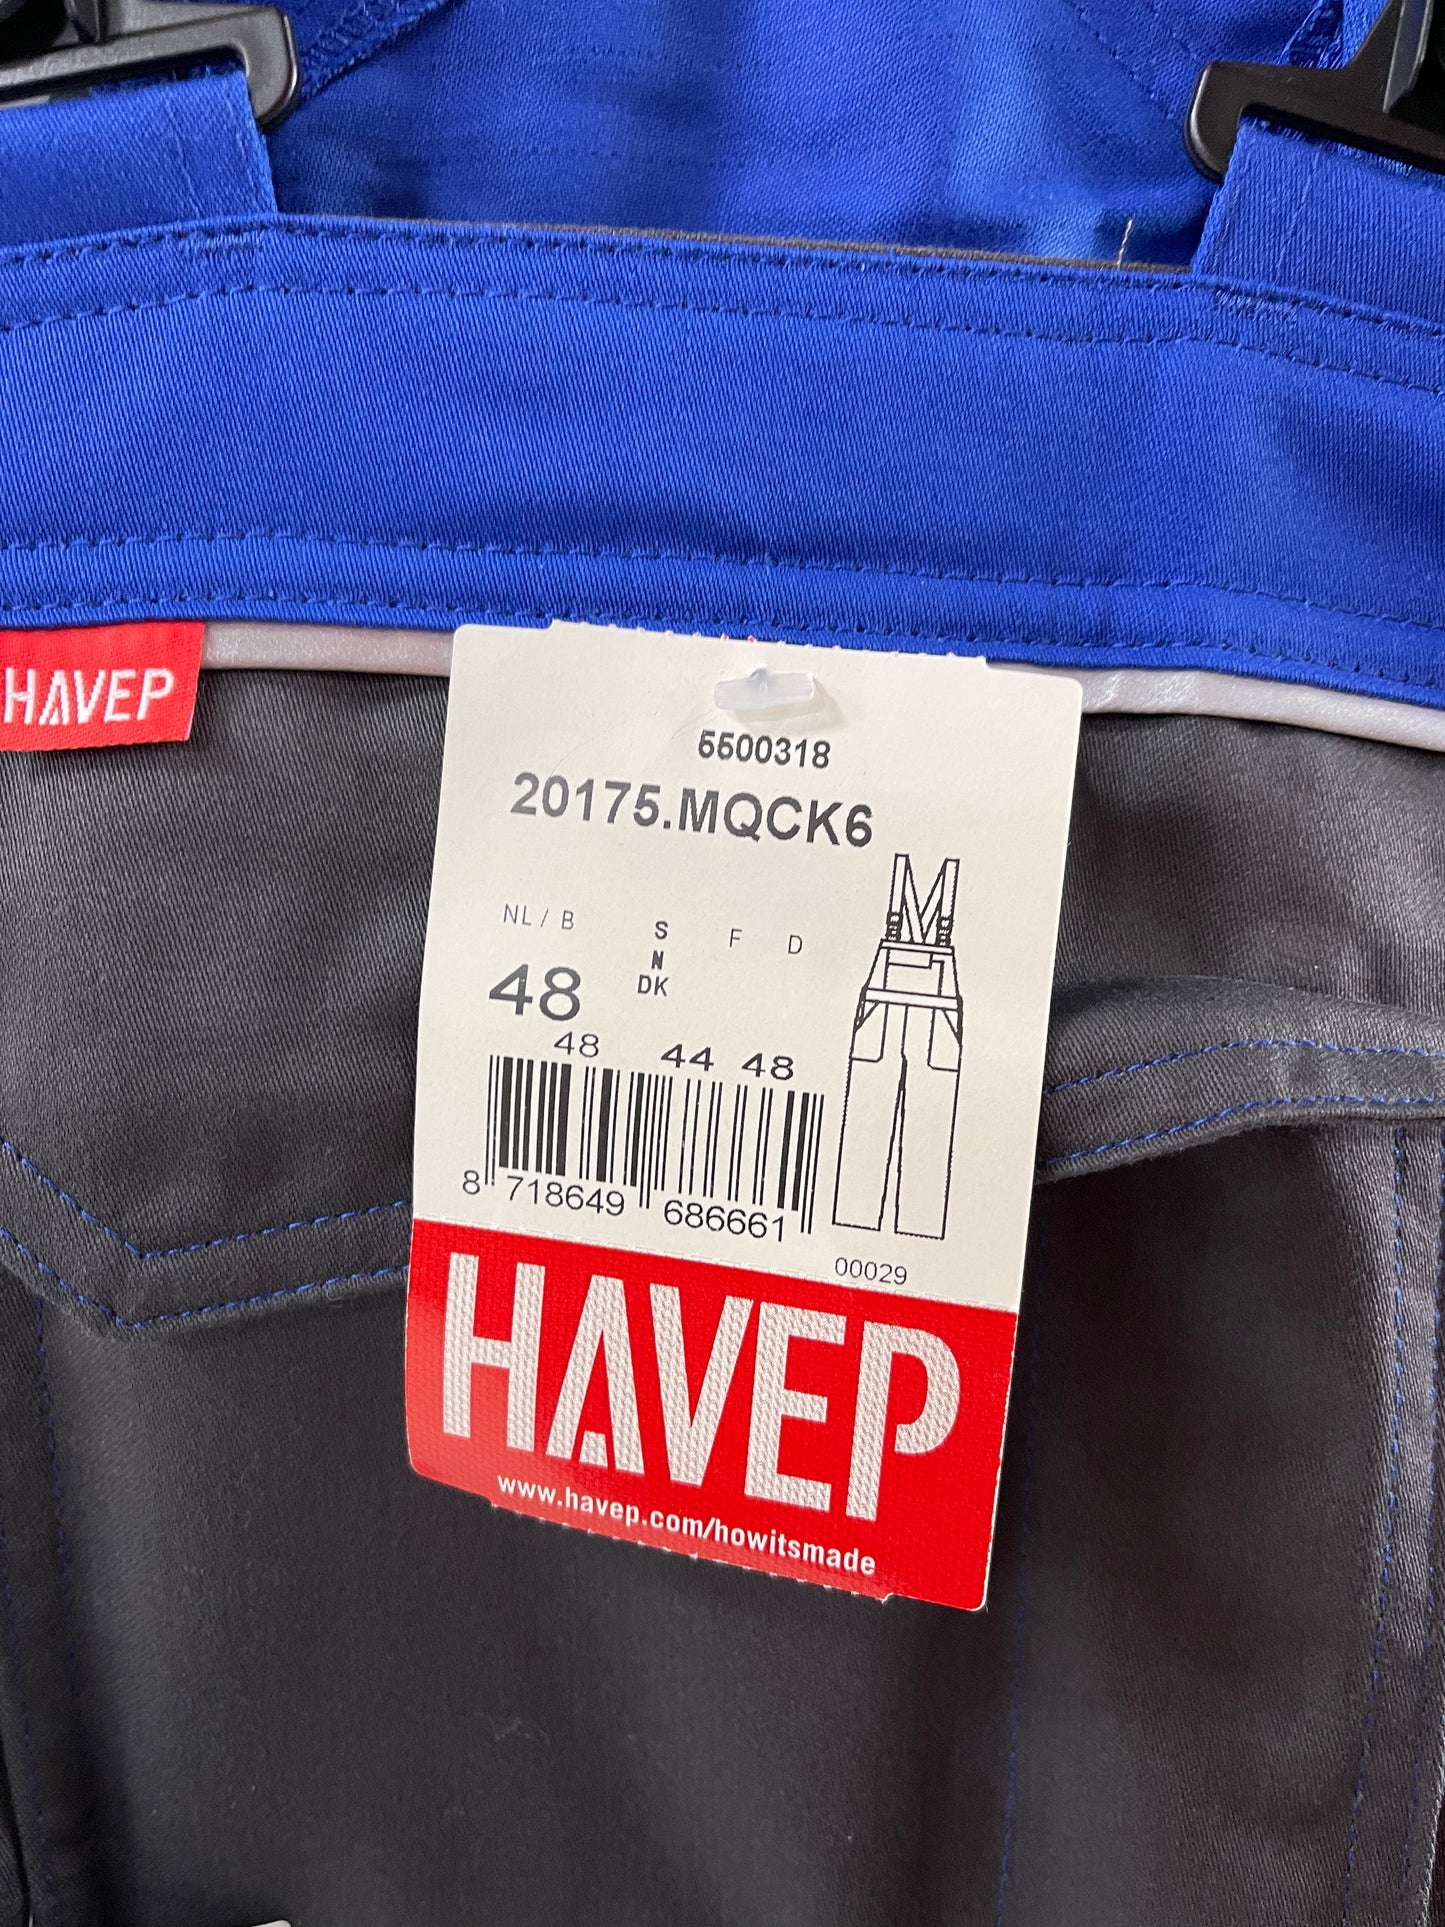 HAVEP
5500318
20175.MQCK6
NL / B S F D
N
DK
48
48 44 48
8 718649 686661
00029
HAVEP
www.havep.com/howitsmade